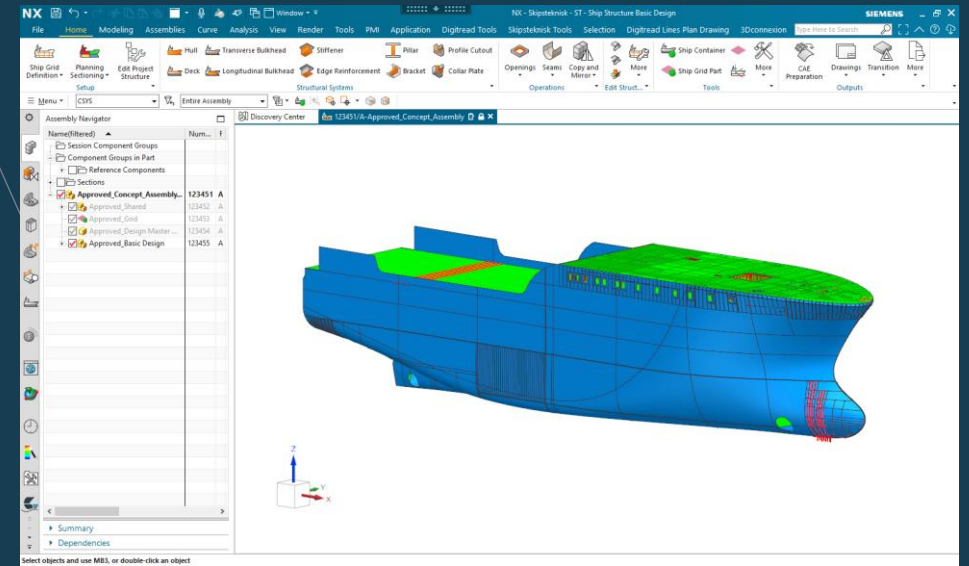 NX Window NX - Skipsteknisk - ST - Ship Structure Basic Design SIEMENS
File Home Modeling Assemblies Curve Analysis View Render Tools PMI Application Digitread Tools Skipsteknisk Tools Selection Digitread Lines Plan Drawing 3Dconnexion Type Here to Search
Ship Grid Definition Planning Sectioning Edit Project Structure
Setup
Hull Transverse Bulkhead Stiffener Pillar Profile Cutout
Deck Longitudinal Bulkhead Edge Reinforcement Bracket Collar Plate
Structural Systems
Openings Seams Copy and Mirror
Operations
More
Edit Struct...
Ship Container
Ship Grid Part
More
Tools
CAE Preparation Drawings Transition More
Outputs
Menu CSYS Entire Assembly
Assembly Navigator
Discovery Center 123451/A-Approved_Concept_Assembly
Name(filtered) Num...
Session Component Groups
Component Groups in Part
Reference Components
Sections
Approved_Concept_Assembly... 123451 A
Approved_Shared 123452 A
Approved_Grid 123453 A
Approved_Design Master ... 123454 A
Approved_Basic Design 123455 A
Z
Y
X
Summary
Dependencies
Select objects and use MB3, or double-click an object